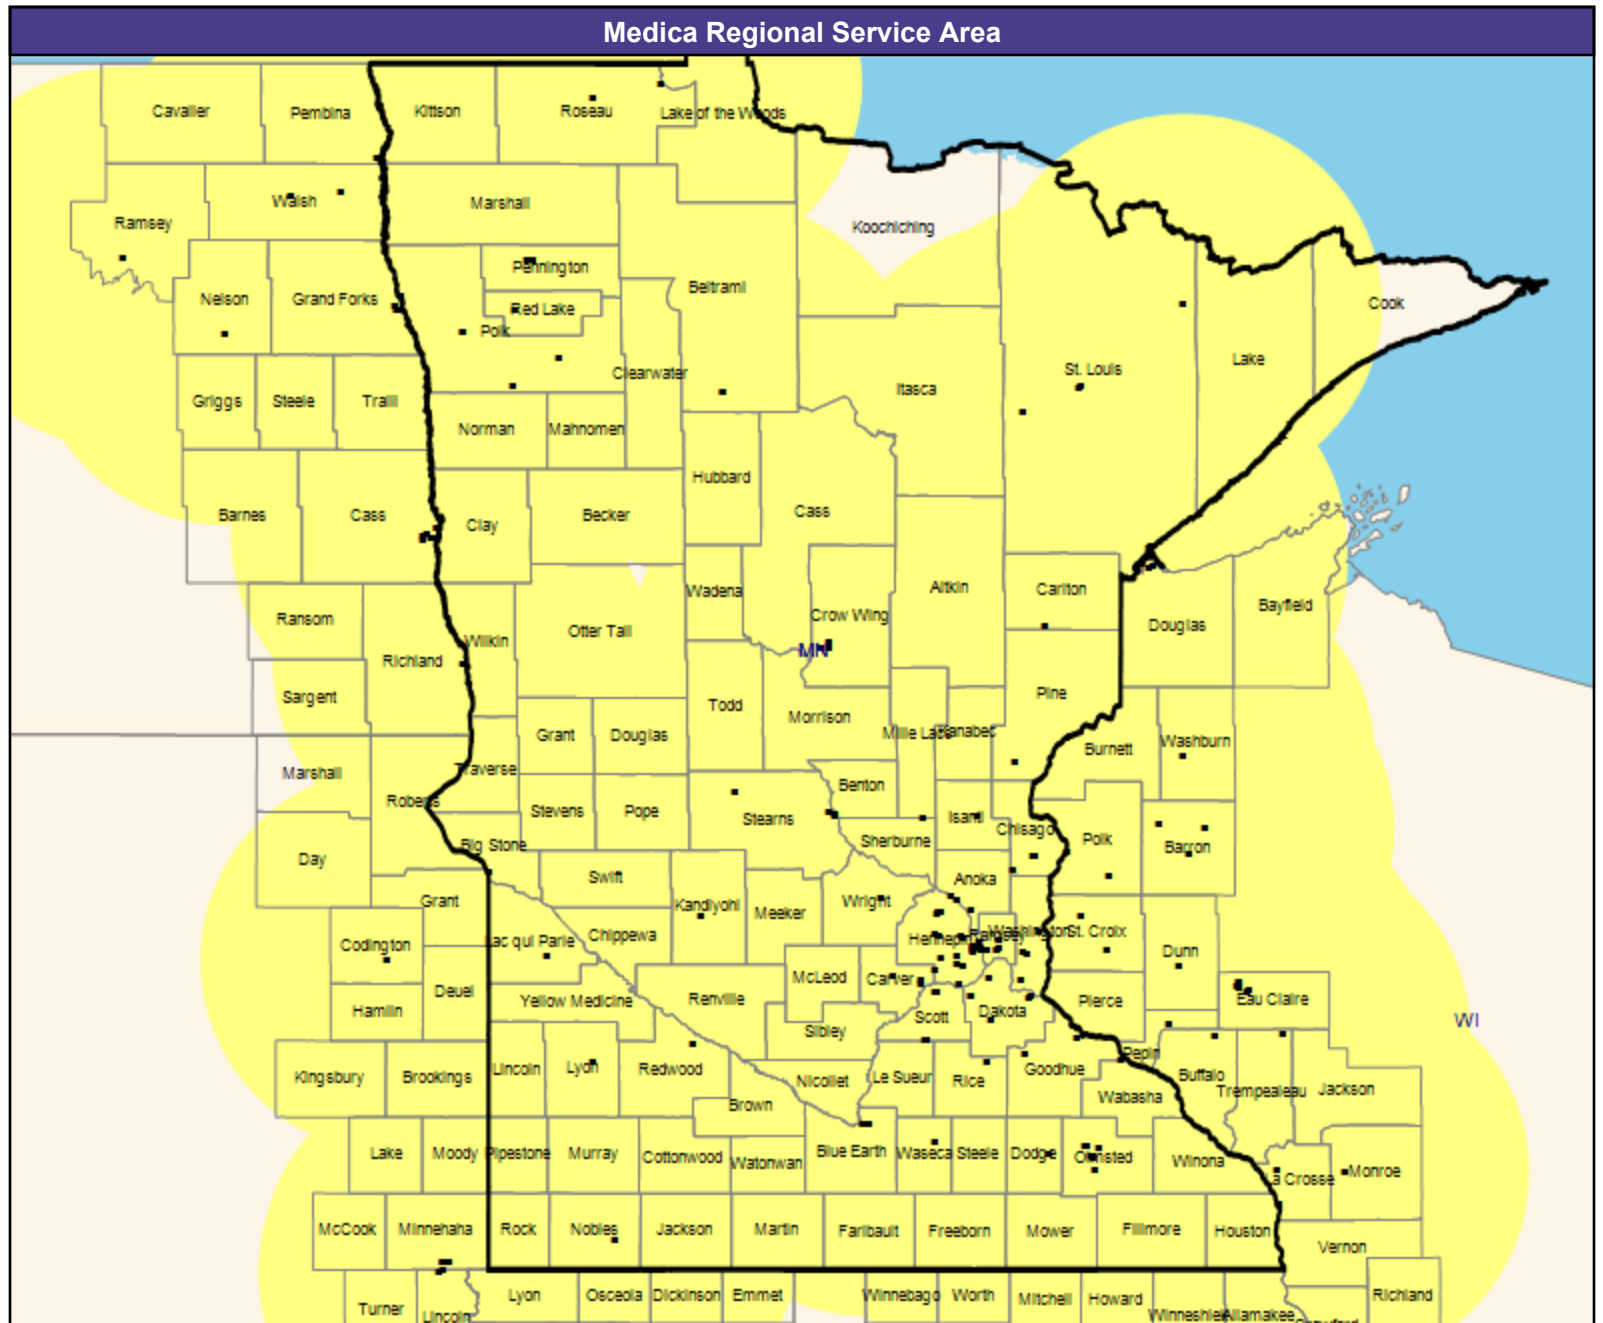 Medica Regional Service Area
Cavalier
Pembina
Kittson
Roseau
Lake of the Woods
Walsh
Marshall
Ramsey
Koochiching
Pennington
Nelson
Grand Forks
Beltrami
Red Lake
Cook
Polk
Lake
St. Louis
Clearwater
Itasca
Griggs
Steele
Traill
Norman
Mahnomen
Hubbard
Cass
Barnes
Cass
Clay
Becker
Aitkin
Carlton
Wadena
Bayfield
Crow Wing
Ransom
Douglas
Otter Tail
Wilkin
MN
Richland
Pine
Sargent
Todd
Morrison
Mille Lacs
Kanabec
Grant
Douglas
Burnett
Washburn
Traverse
Marshall
Benton
Roberts
Stevens
Pope
Stearns
Isanti
Chisago
Sherburne
Polk
Barron
Big Stone
Day
Swift
Anoka
Grant
Kandiyohi
Meeker
Wright
Codington
Lac qui Parle
Chippewa
Hennepin
Ramsey
Washington
St. Croix
Dunn
McLeod
Carver
Deuel
Yellow Medicine
Renville
Pierce
Eau Claire
Hamlin
Scott
Dakota
WI
Sibley
Pepin
Kingsbury
Brookings
Lincoln
Lyon
Redwood
Nicollet
Le Sueur
Rice
Goodhue
Buffalo
Trempealeau
Jackson
Brown
Wabasha
Lake
Moody
Pipestone
Murray
Cottonwood
Watonwan
Blue Earth
Waseca
Steele
Dodge
Olmsted
Winona
La Crosse
Monroe
McCook
Minnehaha
Rock
Nobles
Jackson
Martin
Faribault
Freeborn
Mower
Fillmore
Houston
Vernon
Turner
Lincoln
Lyon
Osceola
Dickinson
Emmet
Winnebago
Worth
Mitchell
Howard
Winneshiek
Allamakee
Crawford
Richland